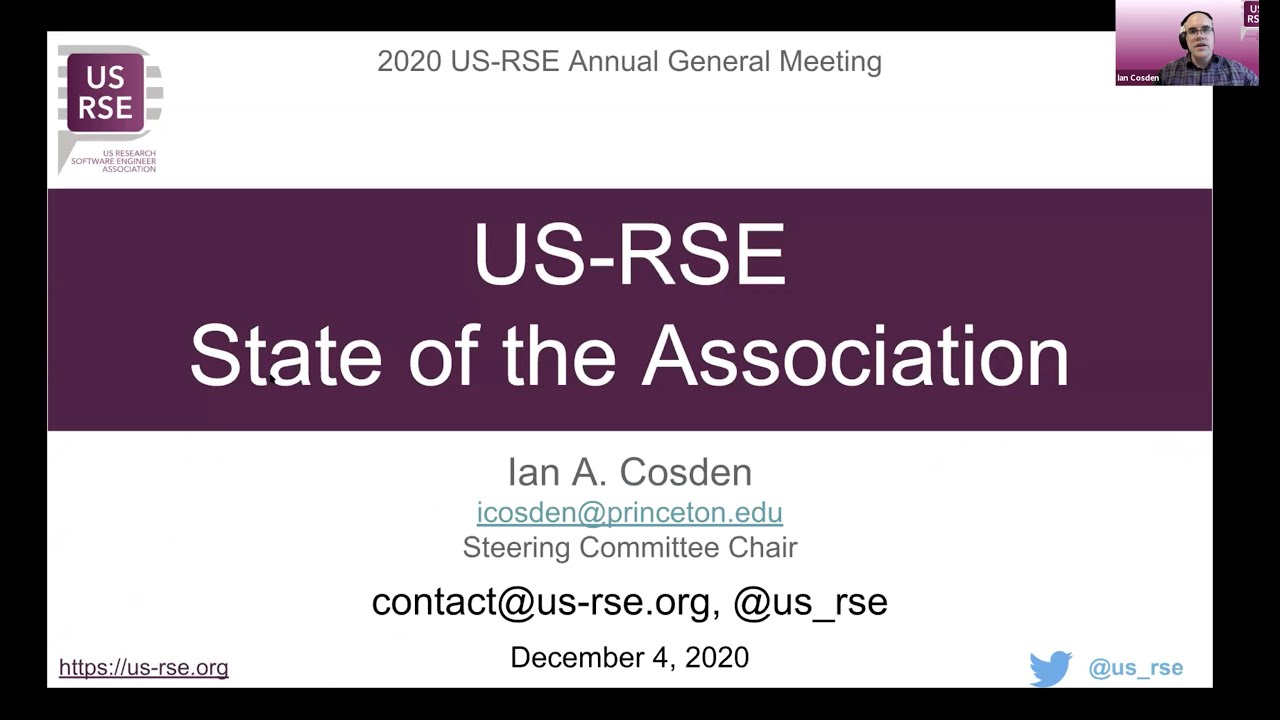 2020 US-RSE Annual General Meeting
US
RSE
US RESEARCH
SOFTWARE ENGINEER
ASSOCIATION
US
RS
Ian Cosden
US-RSE
State of the Association
Ian A. Cosden
icosden@princeton.edu
Steering Committee Chair
contact@us-rse.org, @us_rse
December 4, 2020
https://us-rse.org
@us_rse